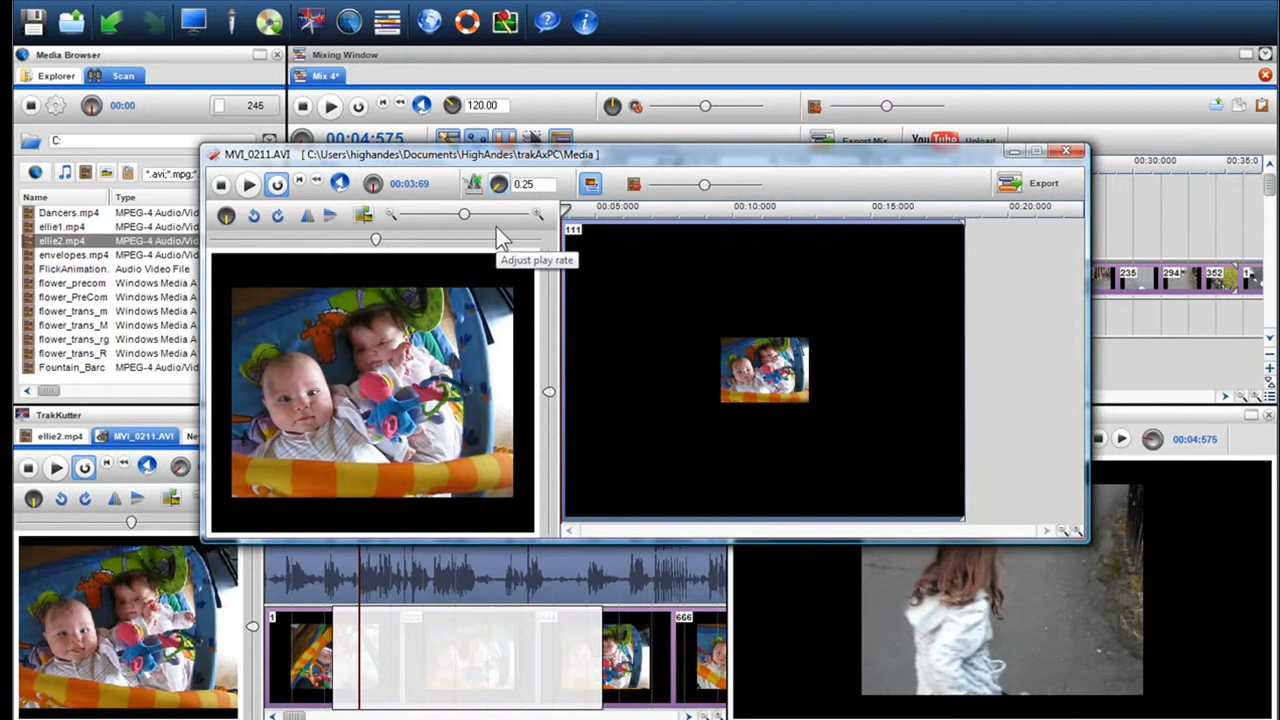 Media Browser
Mixing Window
Explorer
Scan
Mix 4*
00:00
245
120.00
C:
00:04:575
Export Mix
YouTube
Upload
MVI_0211.AVI [ C:\Users\highandes\Documents\HighAndes\trakAxPC\Media ]
00:30:000
00:35:0
"*.avi;*.mpg,
00:03:69
0.25
Export
Name
Type
00:05:000
00:10:000
00:15:000
00:20:000
Dancers.mp4
MPEG-4 Audio/Vid
ellie1.mp4
MPEG-4 Audio/Vid
111
ellie2.mp4
MPEG-4 Audio/Vid
envelopes.mp4
MPEG-4 Audio/Vid
Adjust play rate
FlickAnimation.
Audio Video File
235
294
352
flower_precom
Windows Media A
flower_PreCom
Windows Media A
flower_trans_m
Windows Media A
flower_trans_M
Windows Media A
flower_trans_rg
Windows Media A
flower_trans_R
Windows Media A
Fountain_Barc
MPEG-4 Audio/Vid
TrakKutter
ellie2.mp4
MVI_0211.AVI
00:04:575
1
666